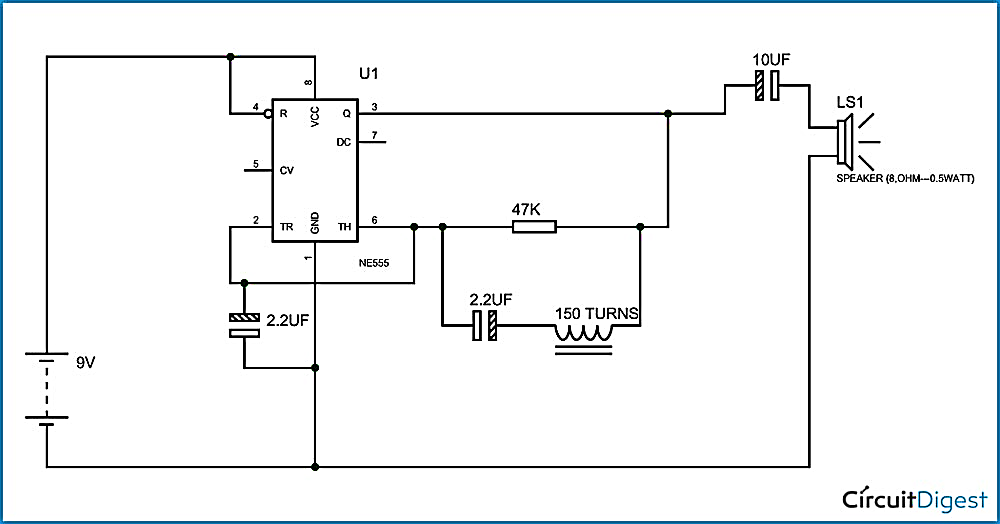 10UF
U1
8
4
R
VCC
Q
3
LS1
DC
7
5
CV
SPEAKER (8,OHM---0.5WATT)
47K
2
TR
GND
TH
6
1
NE555
2.2UF
150 TURNS
2.2UF
9V
CírcuitDigest